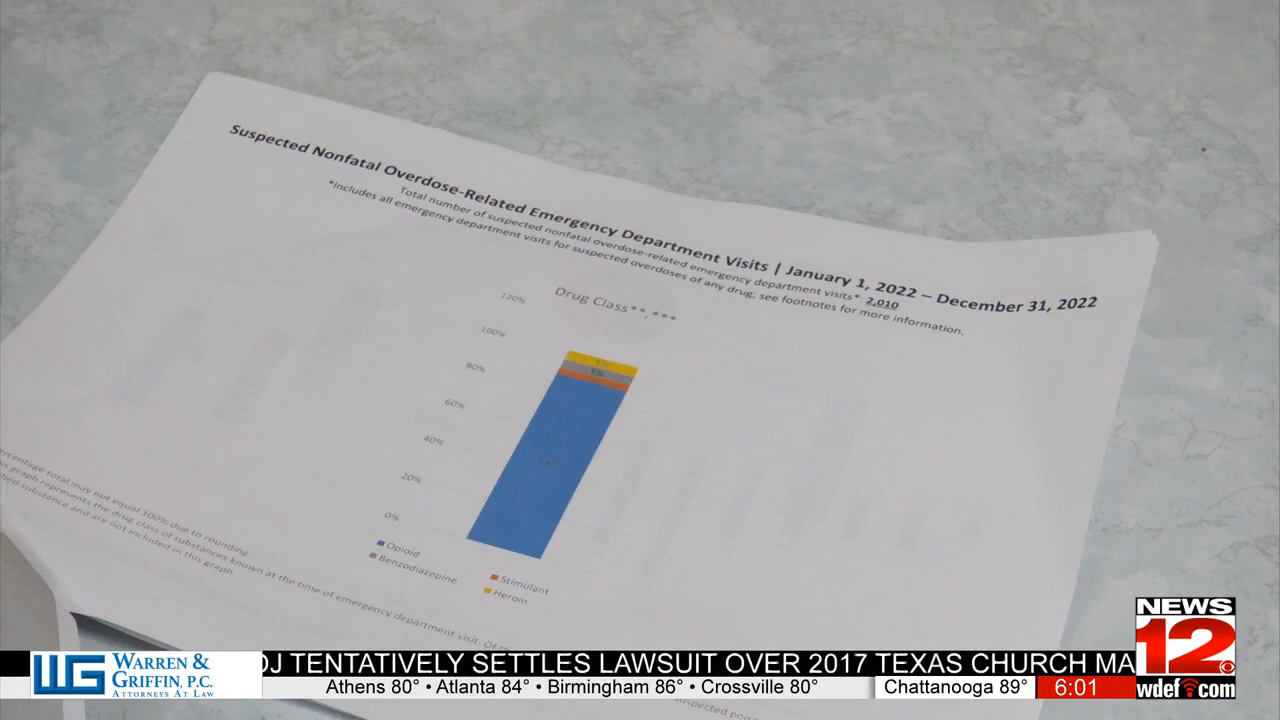 Suspected Nonfatal Overdose-Related Emergency Department Visits | January 1, 2022 – December 31, 2022
Total number of suspected nonfatal overdose-related emergency department visits*: 2,010
*Includes all emergency department visits for suspected overdoses of any drug; see footnotes for more information.
Drug Class**,***
120%
100%
80%
60%
40%
20%
0%
5%
Opioid
Stimulant
Benzodiazepine
Heroin
percentage total may not equal 100% due to rounding
this graph represents the drug class of substances known at the time of emergency department visit.
substance and are not included in this graph.
WG WARREN & GRIFFIN, P.C.
ATTORNEYS AT LAW
OJ TENTATIVELY SETTLES LAWSUIT OVER 2017 TEXAS CHURCH MA
Athens 80° • Atlanta 84° • Birmingham 86° • Crossville 80°
Chattanooga 89°
6:01
NEWS
12
wdef.com